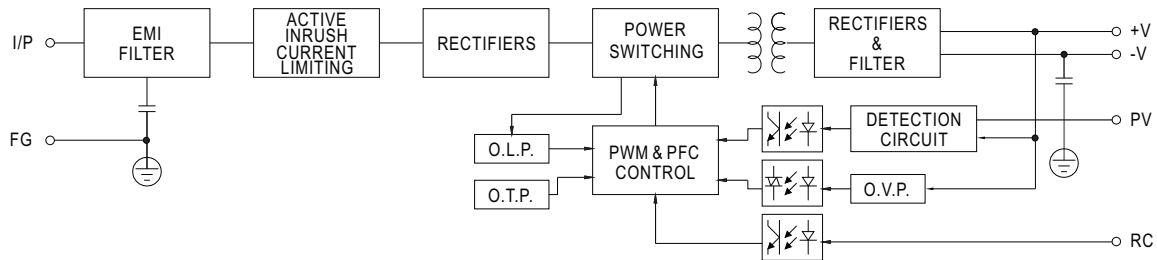 I/P
EMI
FILTER
ACTIVE
INRUSH
CURRENT
LIMITING
RECTIFIERS
POWER
SWITCHING
RECTIFIERS
&
FILTER
+V
-V
FG
O.L.P.
O.T.P.
PWM & PFC
CONTROL
DETECTION
CIRCUIT
PV
O.V.P.
RC